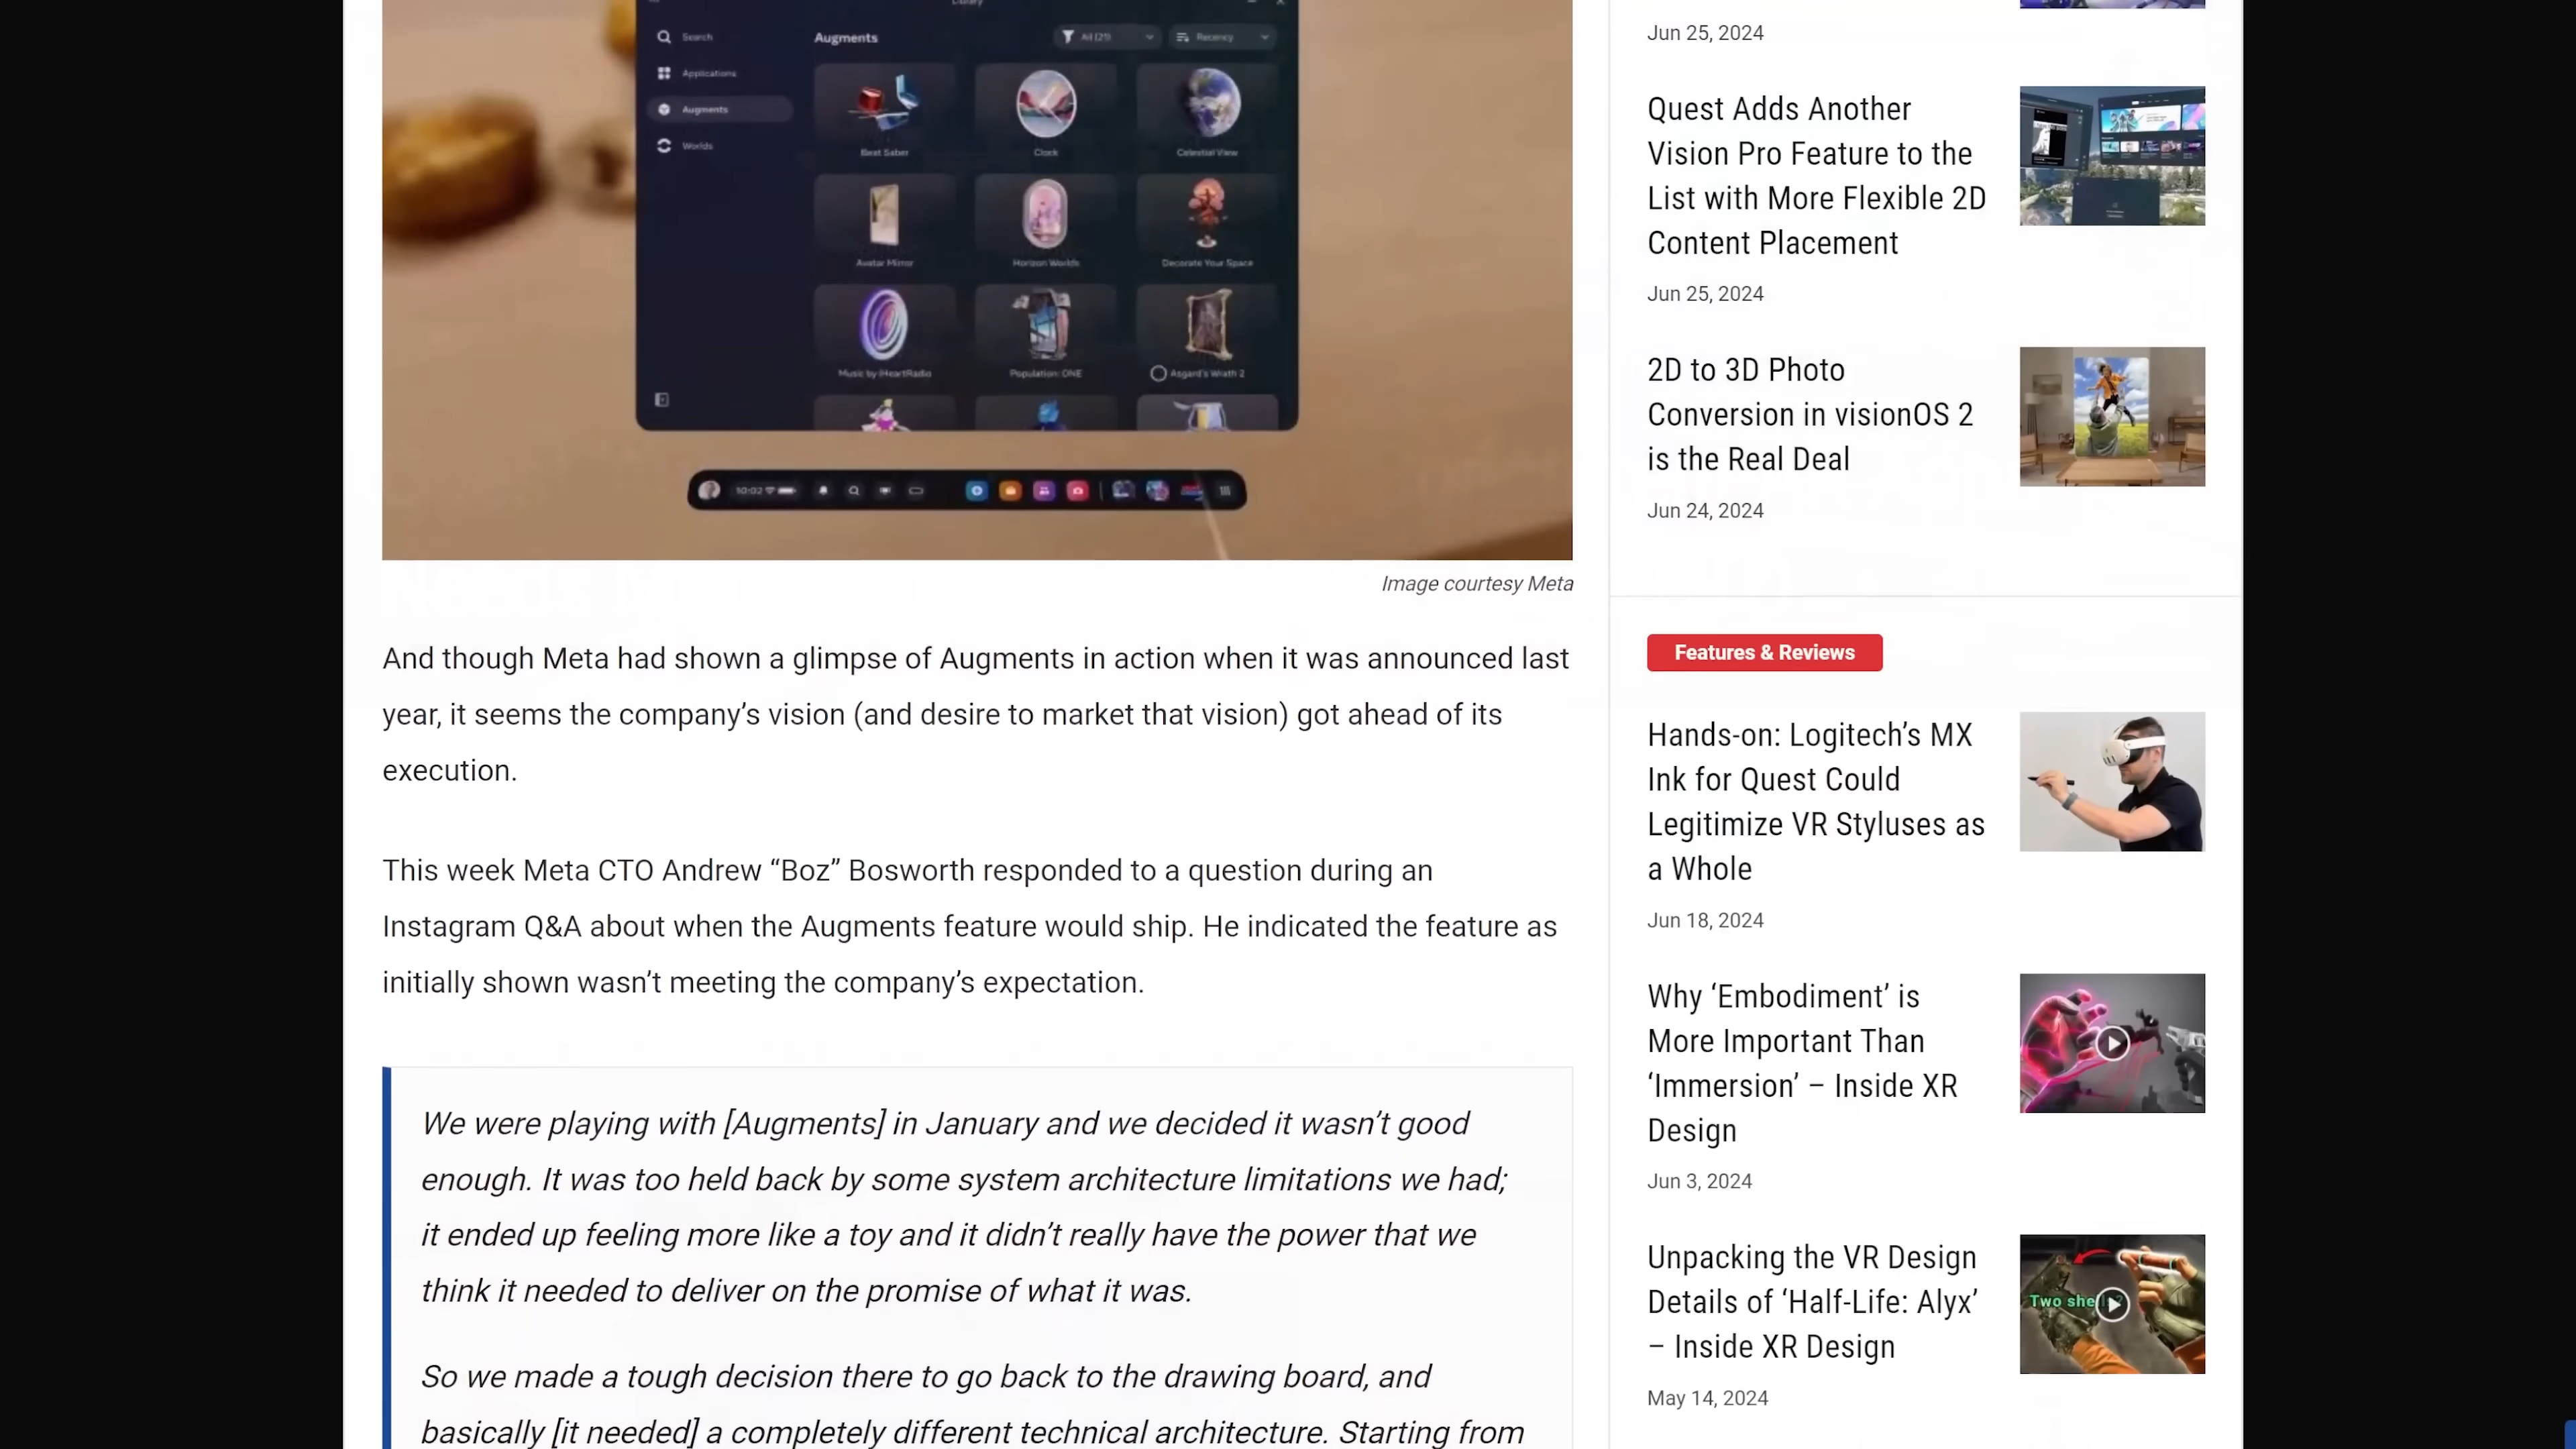 Search
Applications
Augments
Worlds
Augments
All (29)
Recency
Beat Saber
Clock
Celestial View
Avatar Mirror
Horizon Worlds
Decorate Your Space
Music by iHeartRadio
Population: ONE
Asgard's Wrath 2
10:02
Image courtesy Meta
And though Meta had shown a glimpse of Augments in action when it was announced last
year, it seems the company’s vision (and desire to market that vision) got ahead of its
execution.
This week Meta CTO Andrew “Boz” Bosworth responded to a question during an
Instagram Q&A about when the Augments feature would ship. He indicated the feature as
initially shown wasn’t meeting the company’s expectation.
We were playing with [Augments] in January and we decided it wasn’t good
enough. It was too held back by some system architecture limitations we had;
it ended up feeling more like a toy and it didn’t really have the power that we
think it needed to deliver on the promise of what it was.
So we made a tough decision there to go back to the drawing board, and
basically [it needed] a completely different technical architecture. Starting from
Jun 25, 2024
Quest Adds Another
Vision Pro Feature to the
List with More Flexible 2D
Content Placement
Jun 25, 2024
2D to 3D Photo
Conversion in visionOS 2
is the Real Deal
Jun 24, 2024
Features & Reviews
Hands-on: Logitech’s MX
Ink for Quest Could
Legitimize VR Styluses as
a Whole
Jun 18, 2024
Why ‘Embodiment’ is
More Important Than
‘Immersion’ – Inside XR
Design
Jun 3, 2024
Unpacking the VR Design
Details of ‘Half-Life: Alyx’
– Inside XR Design
Two
May 14, 2024